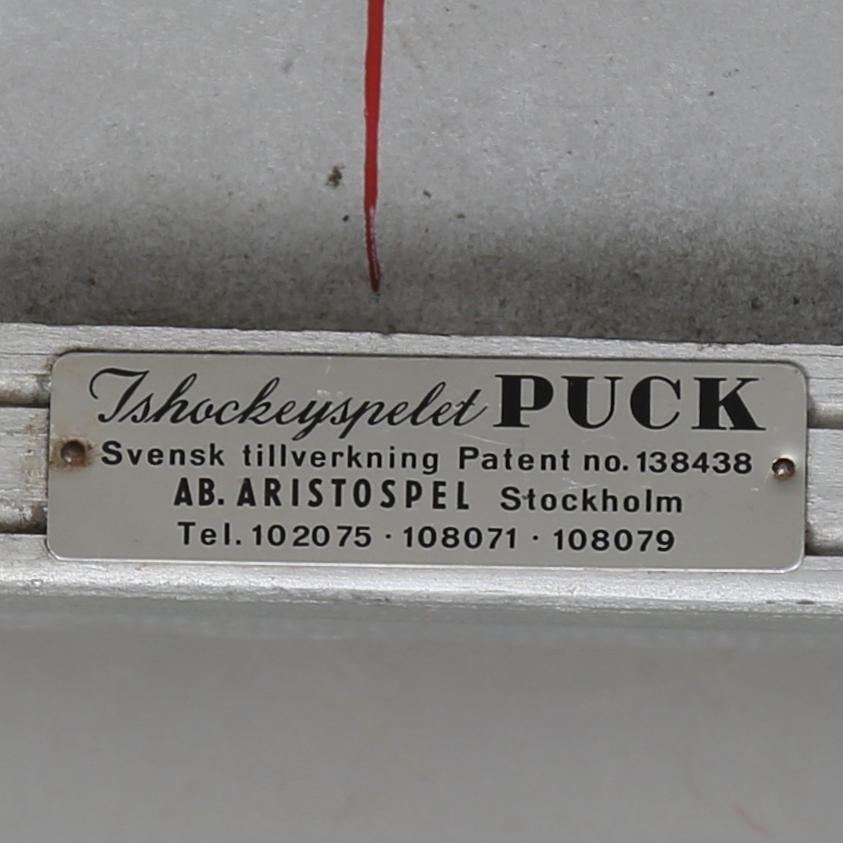 Ishockeyspelet PUCK
Svensk tillverkning Patent no. 138438
AB. ARISTOSPEL Stockholm
Tel. 102075 · 108071 · 108079